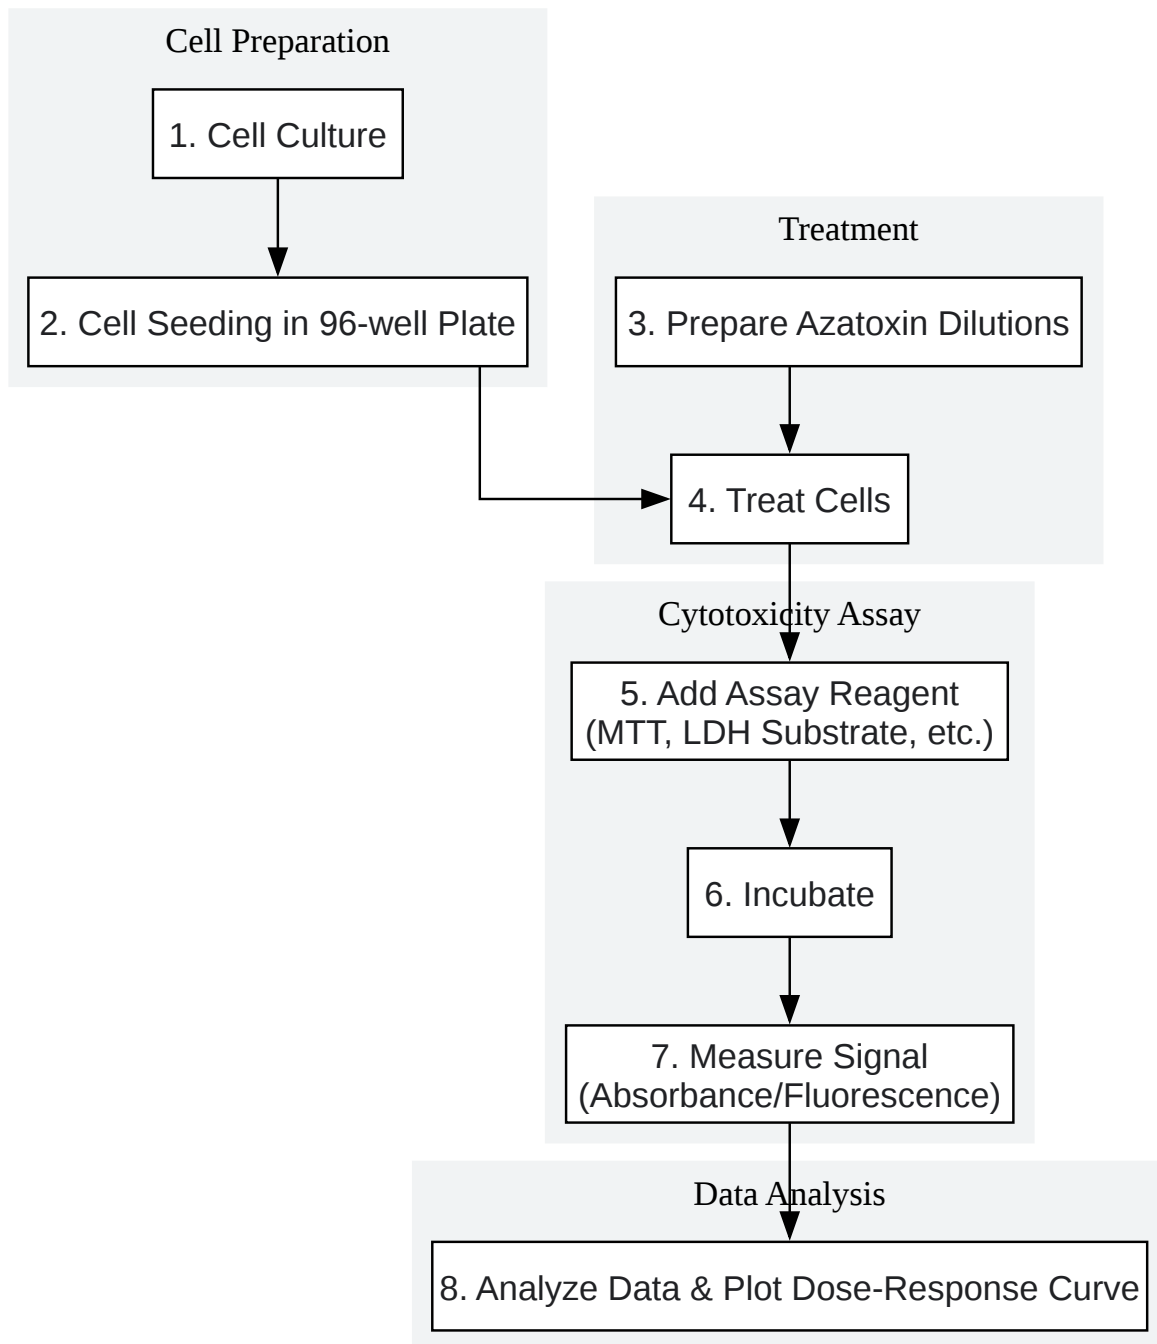 Cell Preparation
1. Cell Culture
2. Cell Seeding in 96-well Plate
Treatment
3. Prepare Azatoxin Dilutions
4. Treat Cells
Cytotoxicity Assay
5. Add Assay Reagent
(MTT, LDH Substrate, etc.)
6. Incubate
7. Measure Signal
(Absorbance/Fluorescence)
Data Analysis
8. Analyze Data & Plot Dose-Response Curve